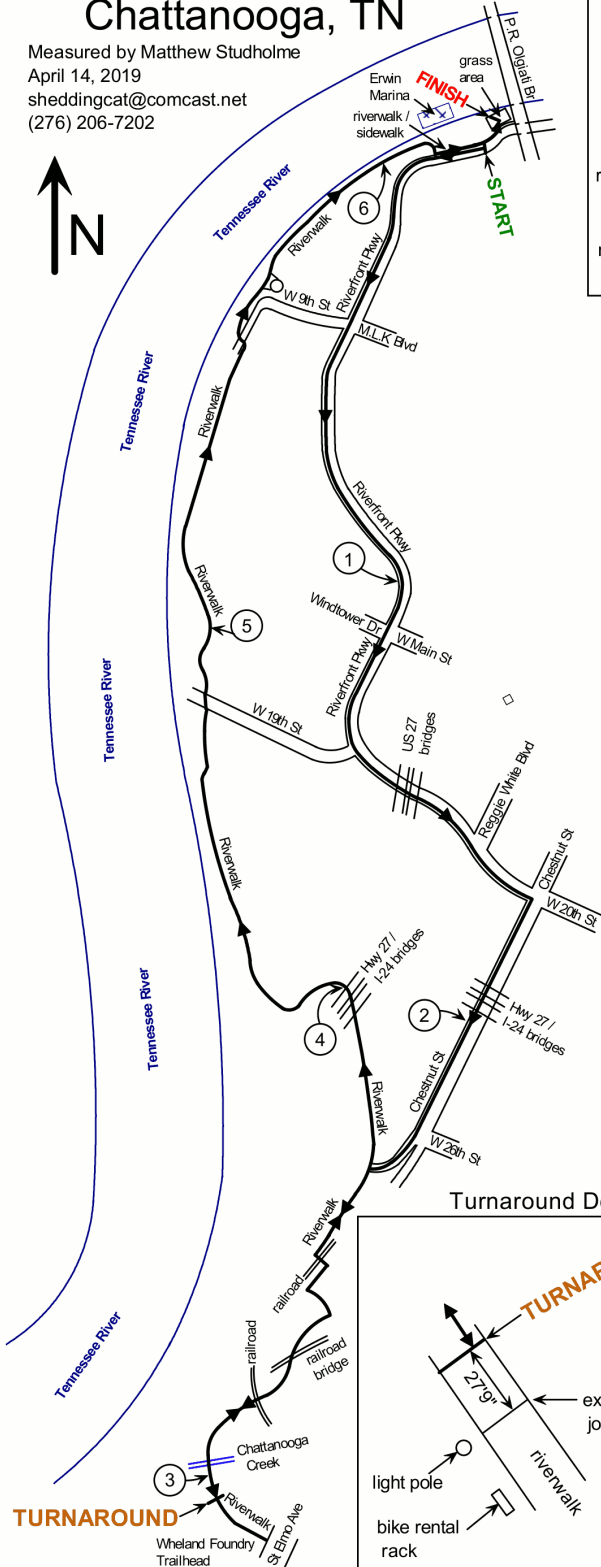 Chattanooga, TN
Measured by Matthew Studholme
April 14, 2019
sheddingcat@comcast.net
(276) 206-7202
N
P.R. Olgiati Br
grass
area
Erwin
Marina
FINISH
riverwalk /
sidewalk
START
Tennessee River
6
Riverwalk
Riverfront Pkwy
W 9th St
M.L.K Blvd
Tennessee River
Riverwalk
Riverfront Pkwy
1
Riverwalk
5
Windtower Dr
W Main St
Riverfront Pkwy
Tennessee River
W 19th St
US 27
bridges
Reggie White Blvd
Chestnut St
W 20th St
Riverwalk
Hwy 27 /
I-24 bridges
Tennessee River
4
2
Hwy 27 /
I-24 bridges
Chestnut St
Riverwalk
W 26th St
Riverwalk
railroad
railroad
railroad
bridge
Tennessee River
Chattanooga
Creek
3
TURNAROUND
Riverwalk
St Elmo Ave
Wheland Foundry
Trailhead
Turnaround D
TURNAR
27'9"
ex
jo
light pole
riverwalk
bike rental
rack